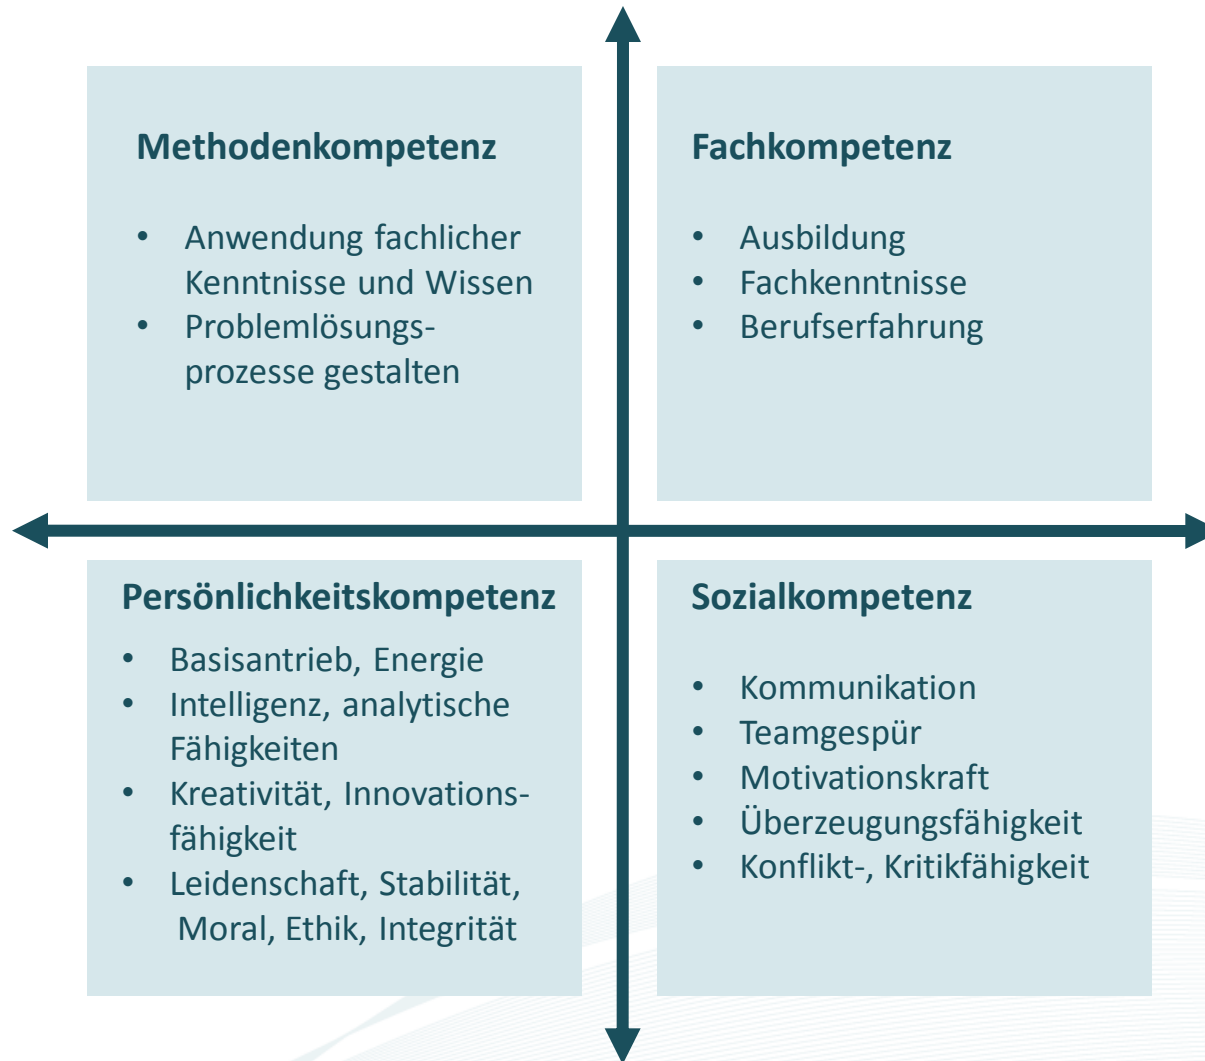 Methodenkompetenz
• Anwendung fachlicher
Kenntnisse und Wissen
• Problemlösungs-
prozesse gestalten
Fachkompetenz
• Ausbildung
• Fachkenntnisse
• Berufserfahrung
Persönlichkeitskompetenz
• Basisantrieb, Energie
• Intelligenz, analytische
Fähigkeiten
• Kreativität, Innovations-
fähigkeit
• Leidenschaft, Stabilität,
Moral, Ethik, Integrität
Sozialkompetenz
• Kommunikation
• Teamgespür
• Motivationskraft
• Überzeugungsfähigkeit
• Konflikt-, Kritikfähigkeit